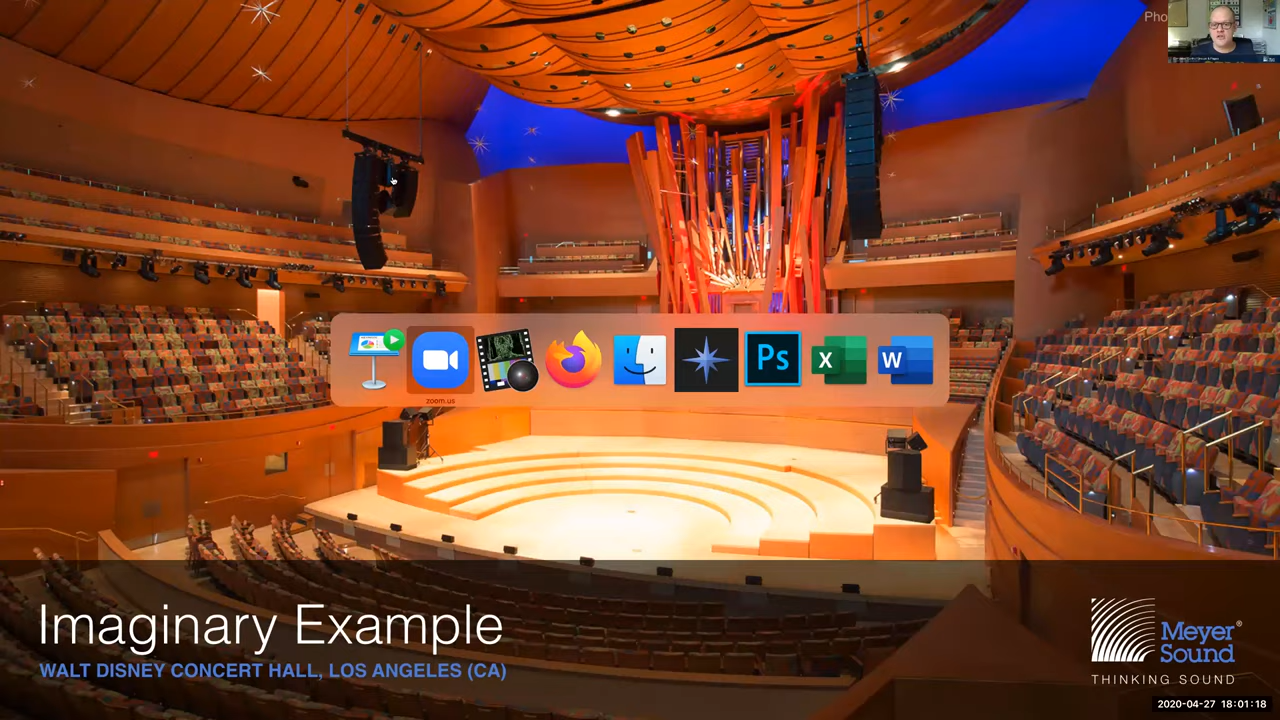 Pho
zoom.us
Ps
X
W
Imaginary Example
WALT DISNEY CONCERT HALL, LOS ANGELES (CA)
Meyer®
Sound
THINKING SOUND
2020-04-27 18:01:18